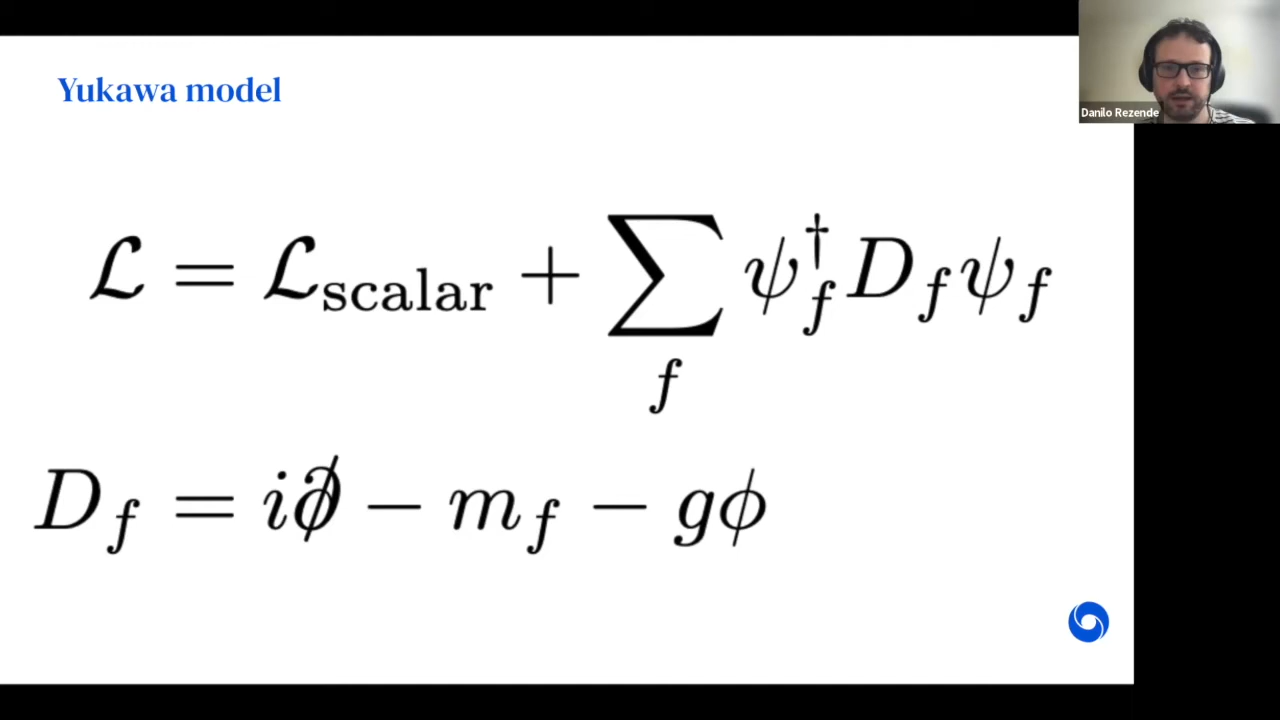 Yukawa model
Danilo Rezende
ℒ = ℒ_scalar + ∑_f ψ_f^† D_f ψ_f
D_f = i∂̸ − m_f − gϕ